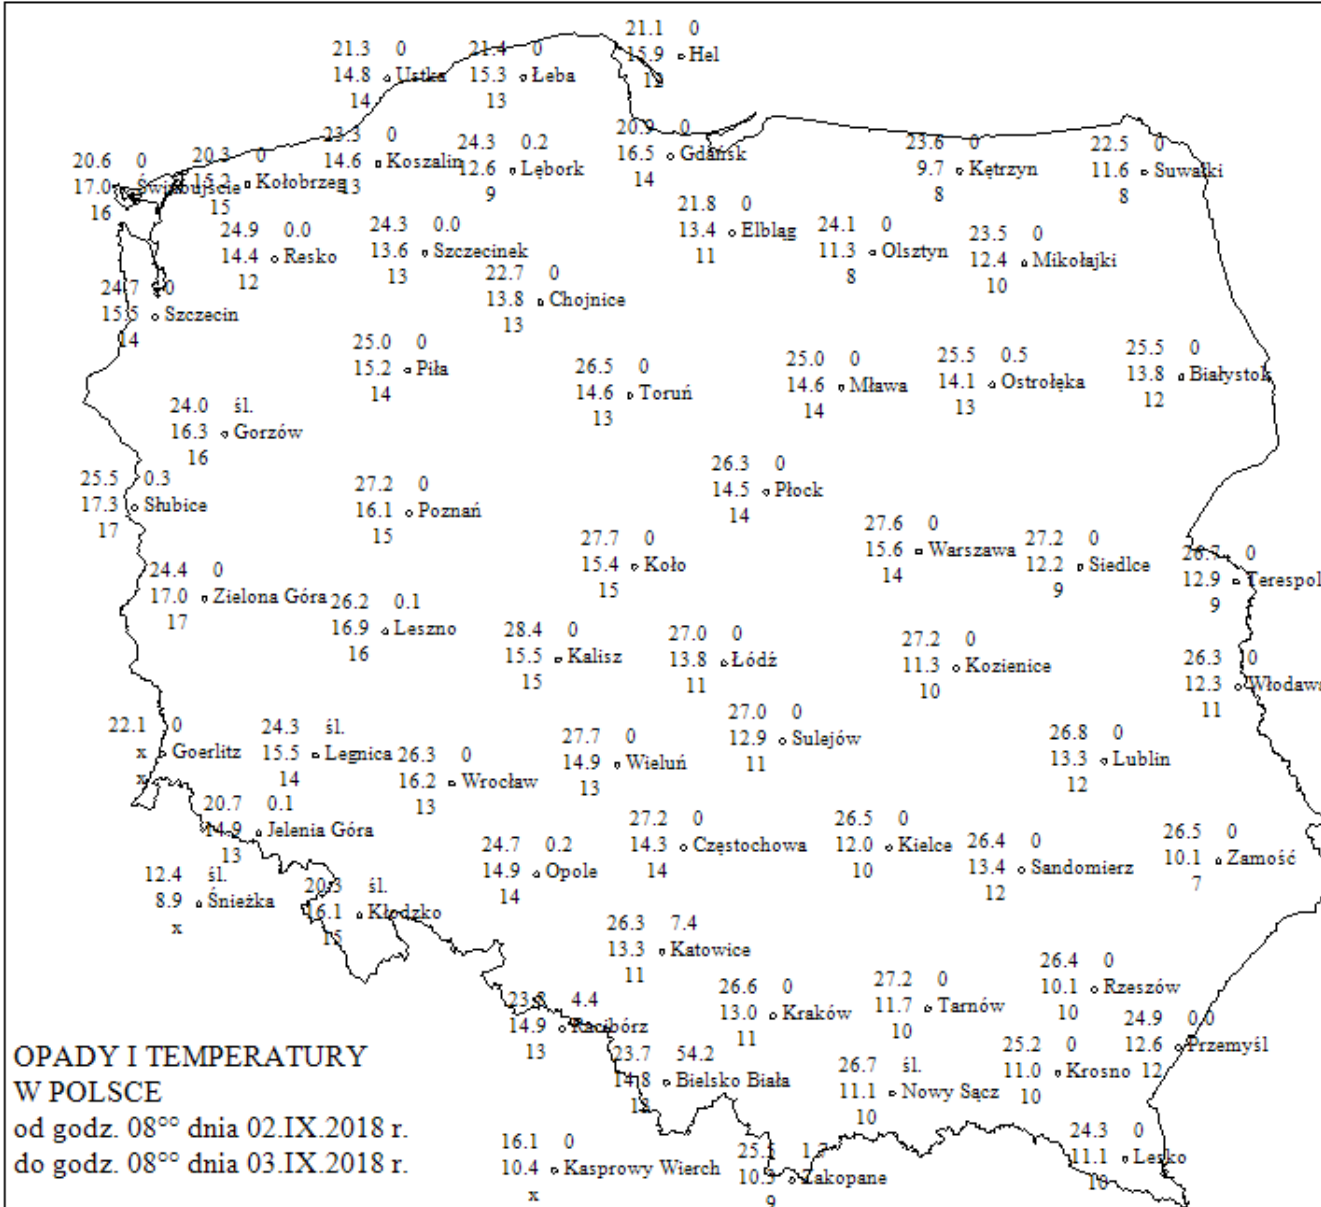 21.1 0
15.9 Hel
12
21.3 0
14.8 Ustka
14
21.4 0
15.3 Łeba
13
23.3 0
14.6 Koszalin
13
24.3 0.2
12.6 Lębork
9
20.9 0
16.5 Gdańsk
14
23.6 0
9.7 Kętrzyn
8
22.5 0
11.6 Suwałki
8
20.6 0
17.0 Świnoujście
16
20.3 0
15.2 Kołobrzeg
15
24.9 0.0
14.4 Resko
12
24.3 0.0
13.6 Szczecinek
13
21.8 0
13.4 Elbląg
11
24.1 0
11.3 Olsztyn
8
23.5 0
12.4 Mikołajki
10
22.7 0
13.8 Chojnice
13
24.7 0
15.5 Szczecin
14
25.0 0
15.2 Piła
14
26.5 0
14.6 Toruń
13
25.0 0
14.6 Mława
14
25.5 0.5
14.1 Ostrołęka
13
25.5 0
13.8 Białystok
12
24.0 śl.
16.3 Gorzów
16
25.5 0.3
17.3 Słubice
17
27.2 0
16.1 Poznań
15
26.3 0
14.5 Płock
14
27.7 0
15.4 Koło
15
27.6 0
15.6 Warszawa
14
27.2 0
12.2 Siedlce
9
26.7 0
12.9 Terespol
9
24.4 0
17.0 Zielona Góra
17
26.2 0.1
16.9 Leszno
16
28.4 0
15.5 Kalisz
15
27.0 0
13.8 Łódź
11
27.2 0
11.3 Kozienice
10
26.3 0
12.3 Włodawa
11
22.1 0
x Goerlitz
x
24.3 śl.
15.5 Legnica
14
26.3 0
16.2 Wrocław
13
27.7 0
14.9 Wieluń
13
27.0 0
12.9 Sulejów
11
26.8 0
13.3 Lublin
12
20.7 0.1
14.9 Jelenia Góra
13
24.7 0.2
14.9 Opole
14
27.2 0
14.3 Częstochowa
14
26.5 0
12.0 Kielce
10
26.4 0
13.4 Sandomierz
12
26.5 0
10.1 Zamość
7
12.4 śl.
8.9 Śnieżka
x
20.3 śl.
16.1 Kłodzko
15
26.3 7.4
13.3 Katowice
11
4.4
14.9 Racibórz
13
26.6 0
13.0 Kraków
11
27.2 0
11.7 Tarnów
10
26.4 0
10.1 Rzeszów
10
24.9 0.0
12.6 Przemyśl
12
23.7 54.2
14.8 Bielsko Biała
26.7 śl.
11.1 Nowy Sącz
10
25.2 0
11.0 Krosno
10
24.3 0
11.1 Lesko
10
16.1 0
10.4 Kasprowy Wierch
x
Zakopane
9
OPADY I TEMPERATURY
W POLSCE
od godz. 08°° dnia 02.IX.2018 r.
do godz. 08°° dnia 03.IX.2018 r.